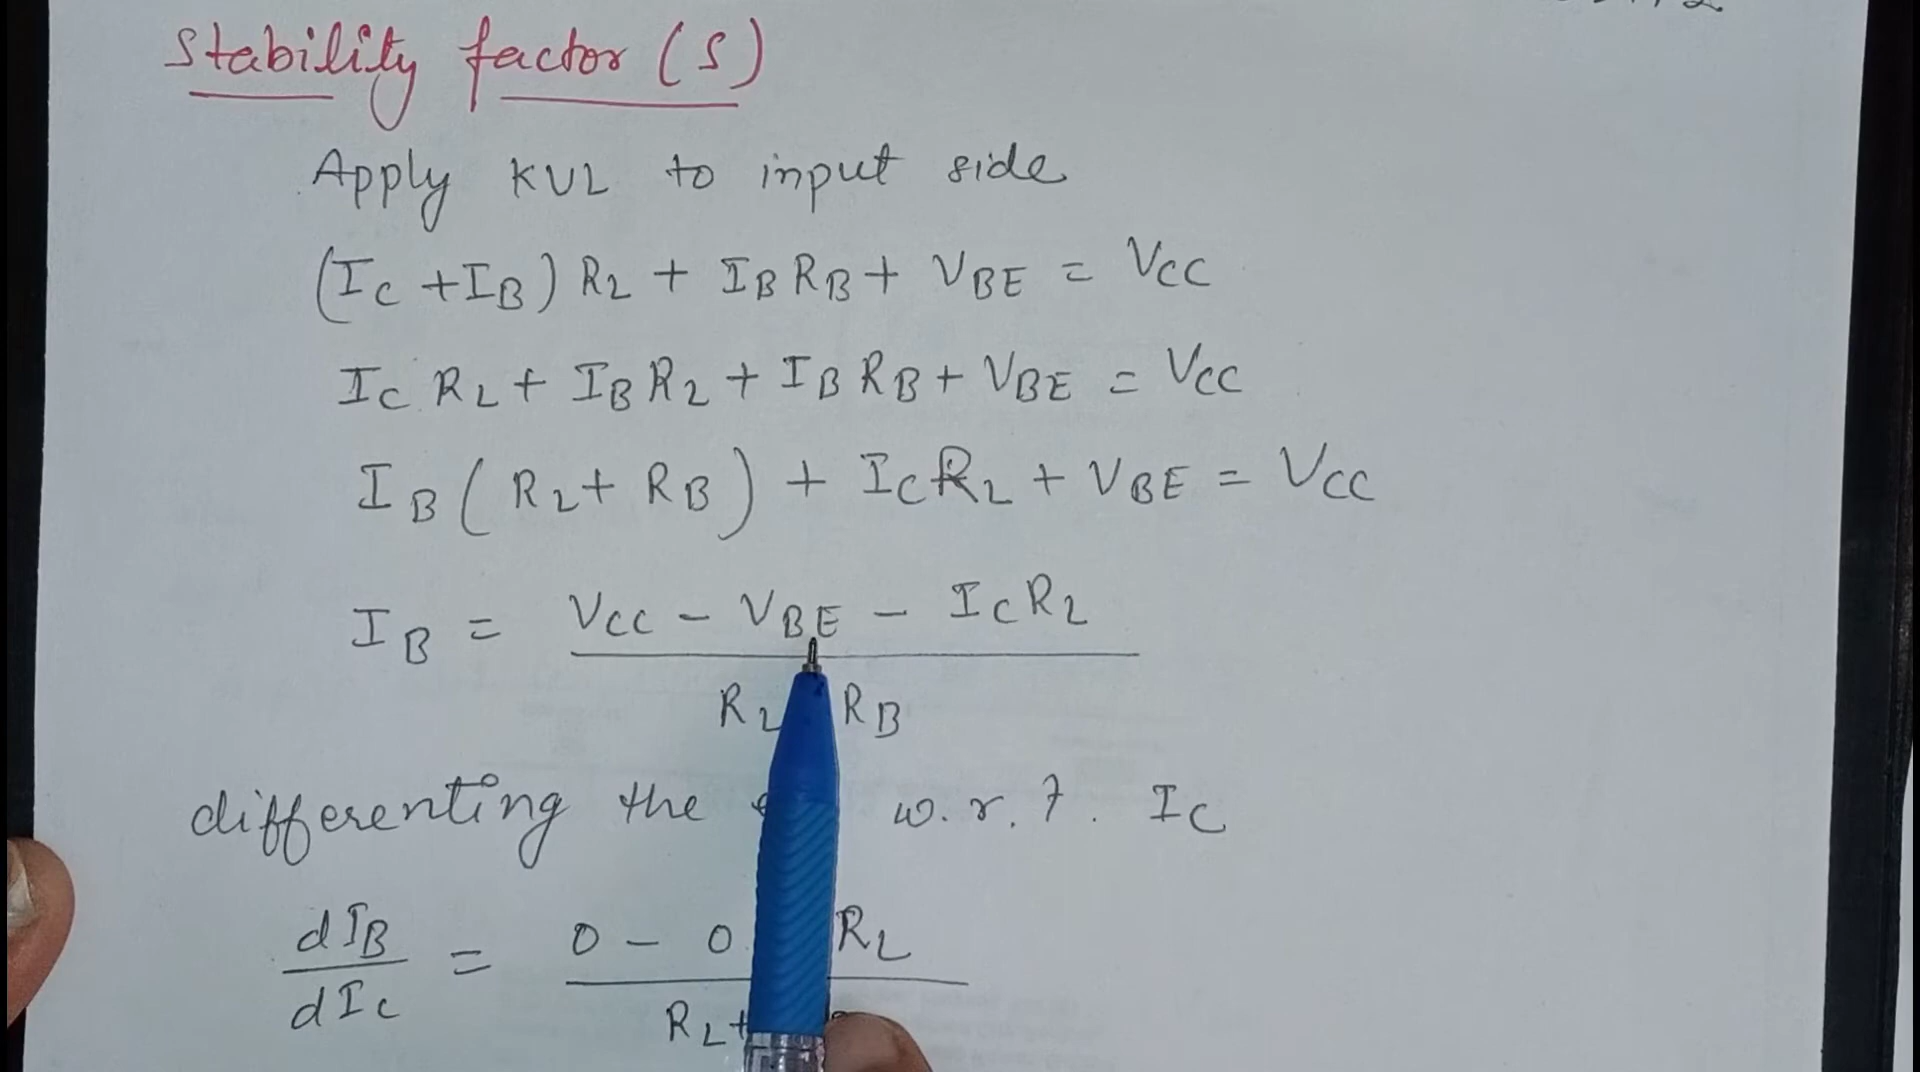 Stability factor (S)
Apply KVL to input side
(IC + IB) RL + IB RB + VBE = VCC
IC RL + IB RL + IB RB + VBE = VCC
IB (RL + RB) + IC RL + VBE = VCC
IB = VCC - VBE - IC RL
RL RB
differenting the w.r.t. IC
dIB / dIC = 0 - 0 RL
RL +